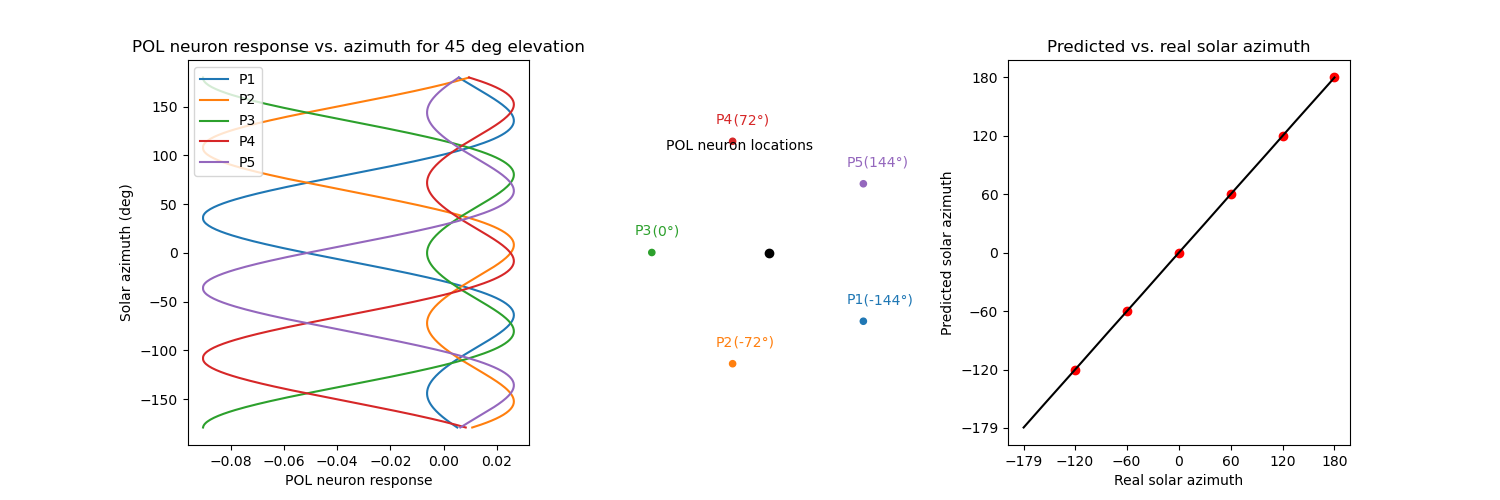 POL neuron response vs. azimuth for 45 deg elevation
P1
P2
P3
P4
P5
150
100
50
0
−50
−100
−150
Solar azimuth (deg)
−0.08
−0.06
−0.04
−0.02
0.00
0.02
POL neuron response
P4(72°)
POL neuron locations
P5(144°)
P3(0°)
P1(-144°)
P2(-72°)
Predicted vs. real solar azimuth
180
120
60
0
−60
−120
−179
Predicted solar azimuth
−179
−120
−60
0
60
120
180
Real solar azimuth